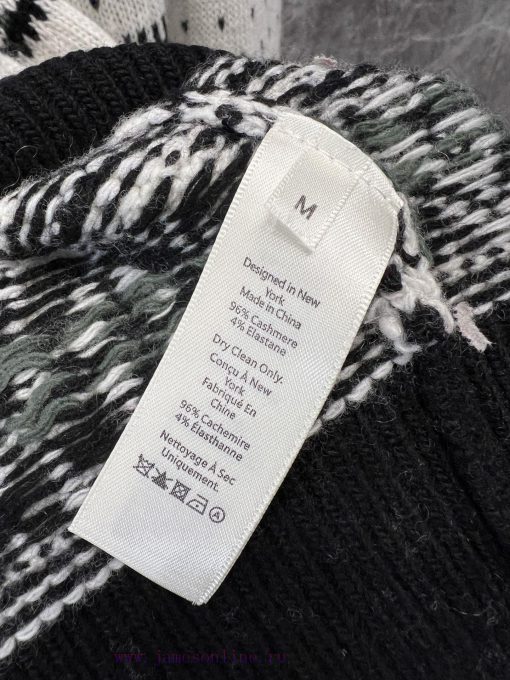 M
Designed in New
York
Made in China
96% Cashmere
4% Elastane
Dry Clean Only.
Conçu À New
York
Fabriqué En
Chine
96% Cachemire
4% Élasthanne
Nettoyage À Sec
Uniquement.
A
www.jamosonline.ru